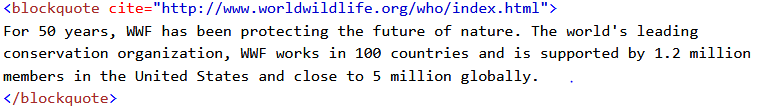 <blockquote cite="http://www.worldwildlife.org/who/index.html">
For 50 years, WWF has been protecting the future of nature. The world's leading
conservation organization, WWF works in 100 countries and is supported by 1.2 million
members in the United States and close to 5 million globally.
</blockquote>